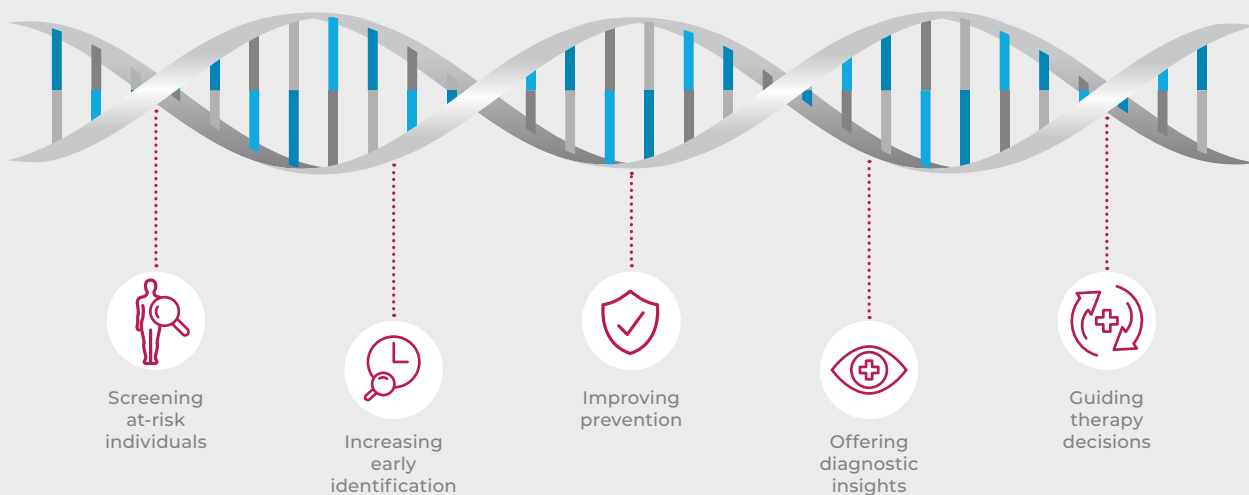 Screening
at-risk
individuals
Increasing
early
identification
Improving
prevention
Offering
diagnostic
insights
Guiding
therapy
decisions